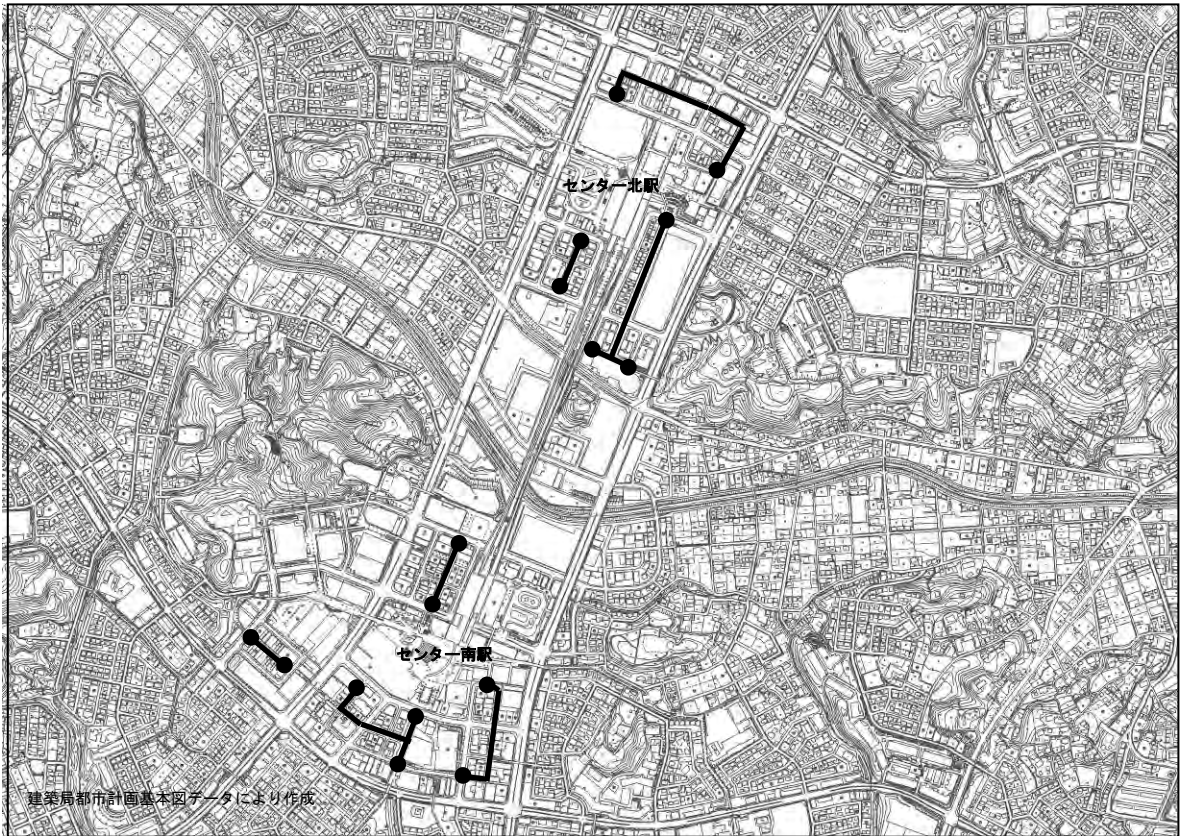 センター北駅
センター南駅
建築局都市計画基本図データにより作成